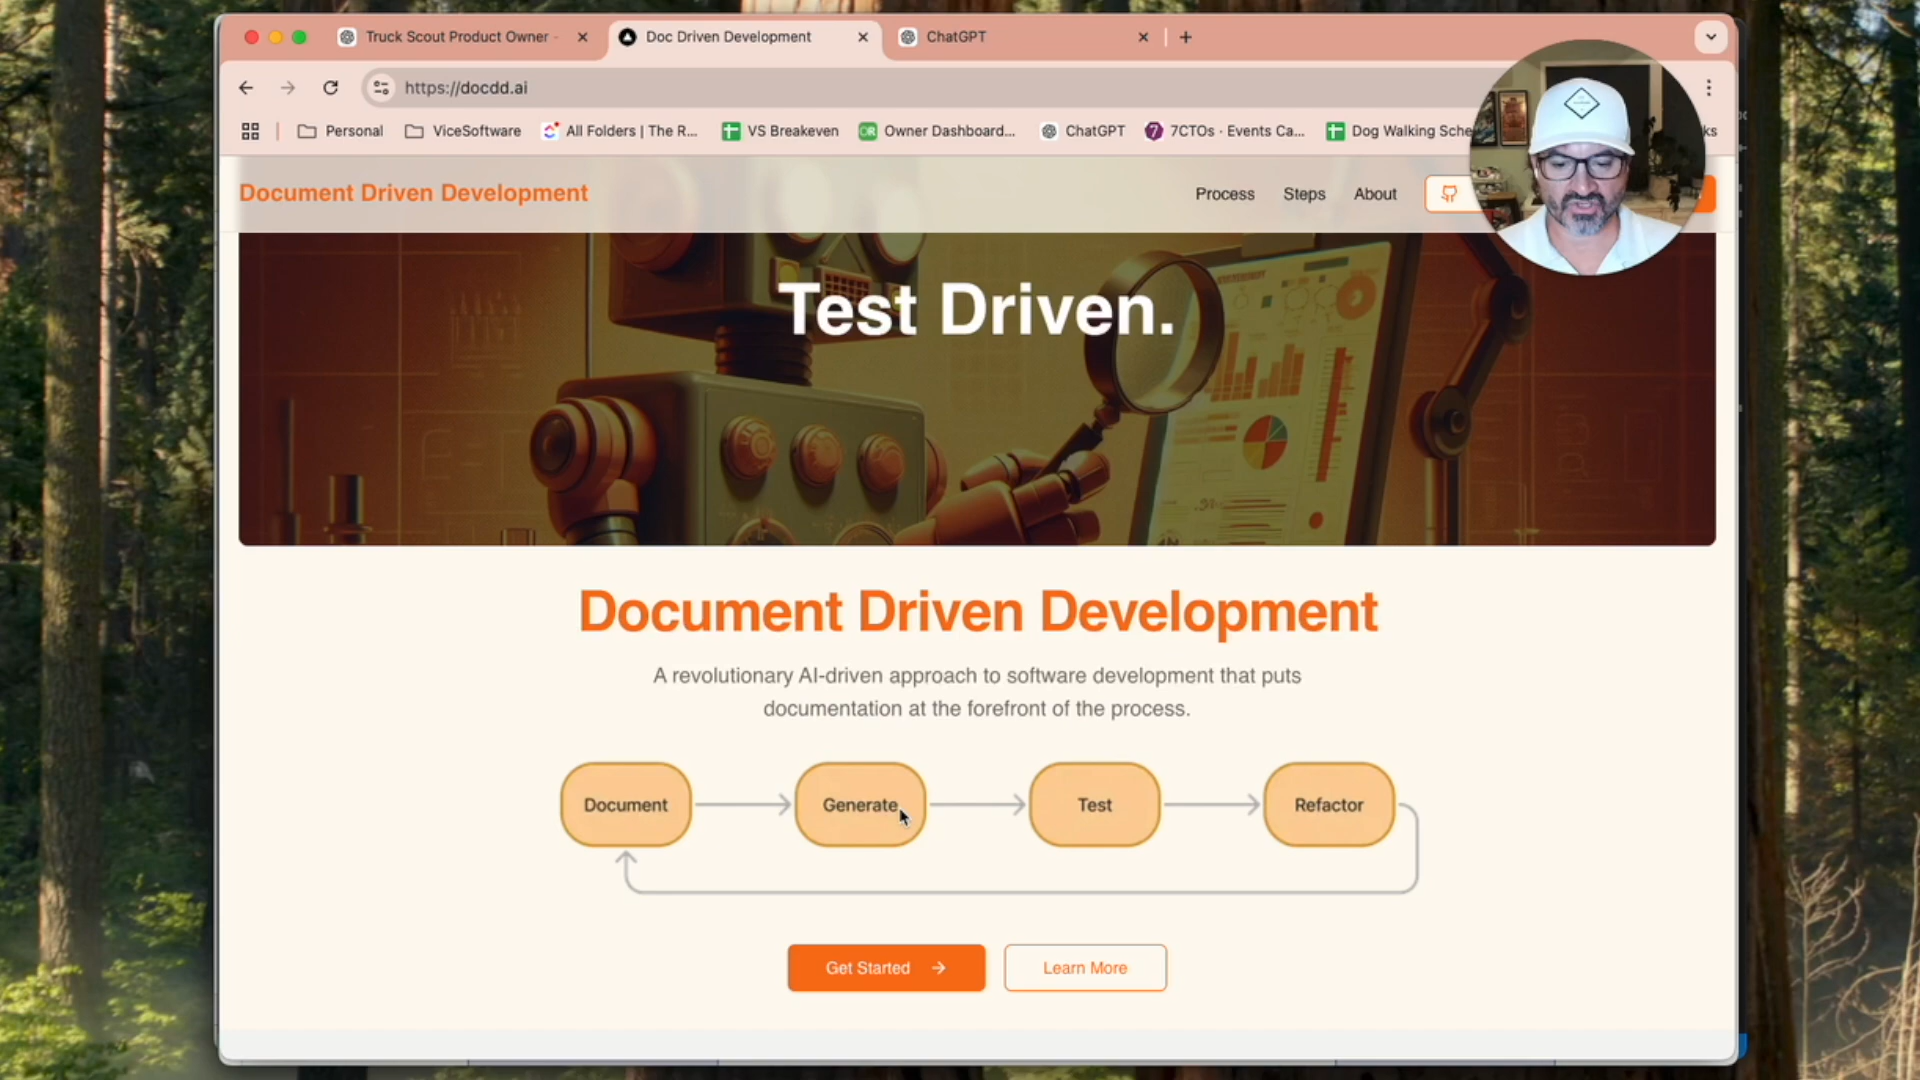 Truck Scout Product Owner -
Doc Driven Development
ChatGPT
https://docdd.ai
Personal
ViceSoftware
All Folders | The R...
VS Breakeven
Owner Dashboard...
ChatGPT
7CTOs · Events Ca...
Dog Walking Sche
ks
Document Driven Development
Process
Steps
About
Test Driven.
Document Driven Development
A revolutionary AI-driven approach to software development that puts
documentation at the forefront of the process.
Document
Generate
Test
Refactor
Get Started
Learn More